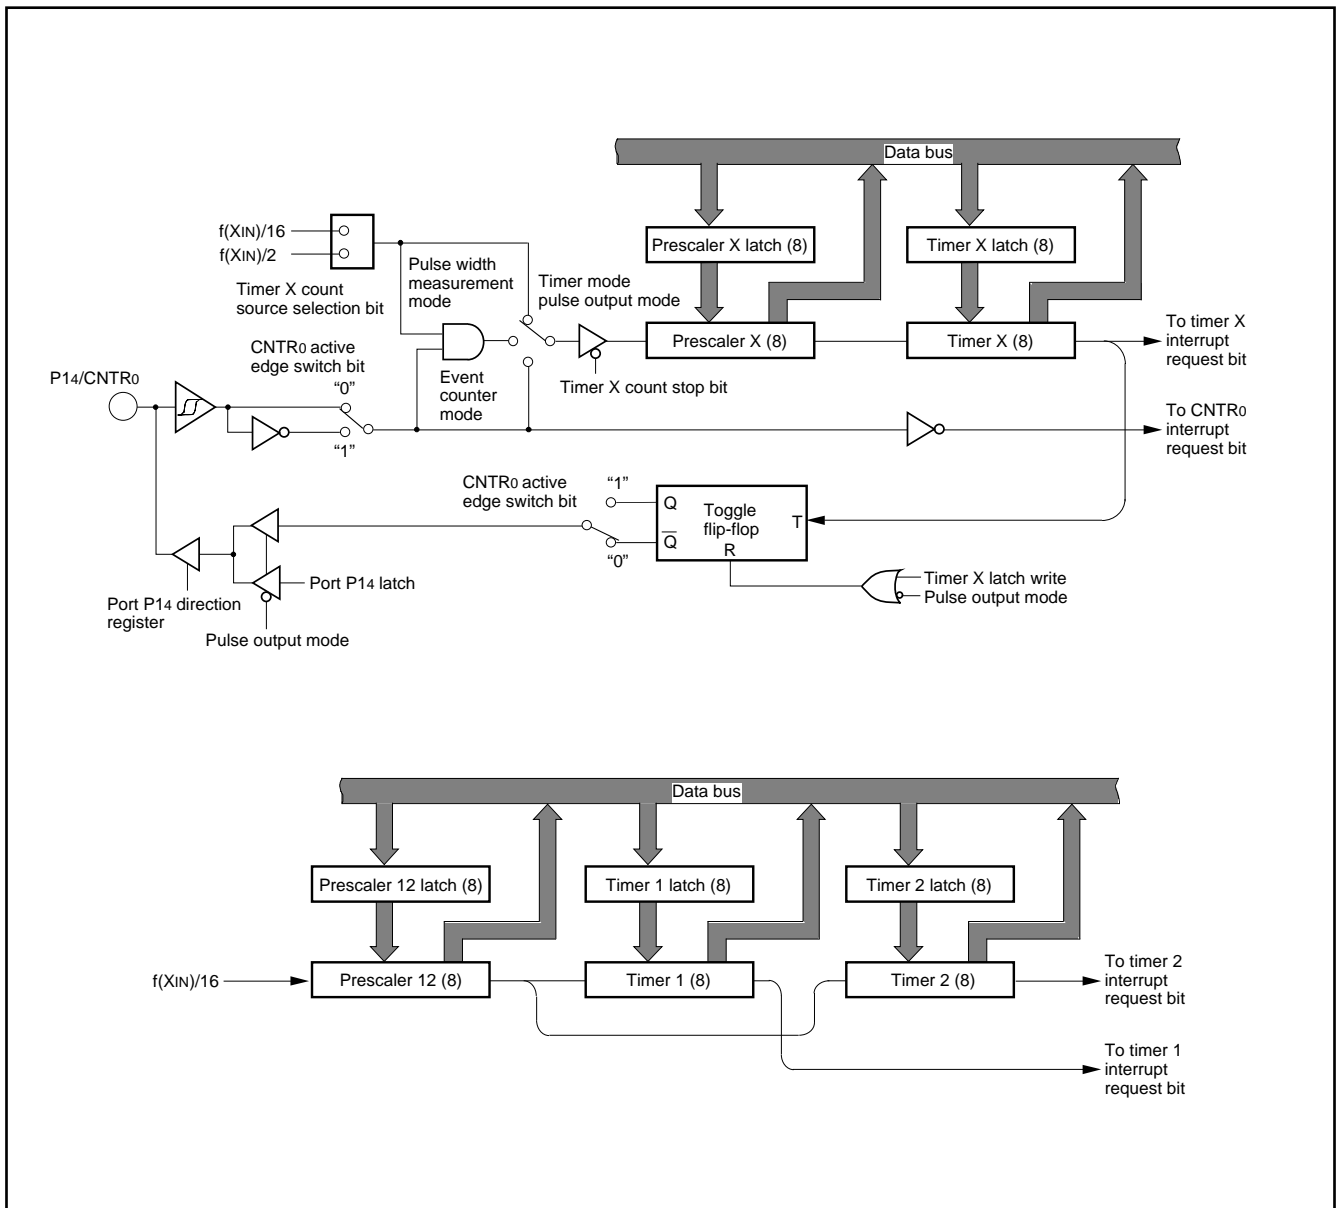 Data bus
f(XIN)/16
f(XIN)/2
Timer X count
source selection bit
Pulse width
measurement
mode
Timer mode
pulse output mode
Prescaler X latch (8)
Timer X latch (8)
Prescaler X (8)
Timer X (8)
To timer X
interrupt
request bit
CNTR0 active
edge switch bit
“0”
“1”
P14/CNTR0
Event
counter
mode
Timer X count stop bit
To CNTR0
interrupt
request bit
CNTR0 active
edge switch bit
“1”
“0”
Q
Q
Toggle
flip-flop
T
R
Timer X latch write
Pulse output mode
Port P14 latch
Port P14 direction
register
Pulse output mode
Data bus
Prescaler 12 latch (8)
Timer 1 latch (8)
Timer 2 latch (8)
f(XIN)/16
Prescaler 12 (8)
Timer 1 (8)
Timer 2 (8)
To timer 2
interrupt
request bit
To timer 1
interrupt
request bit